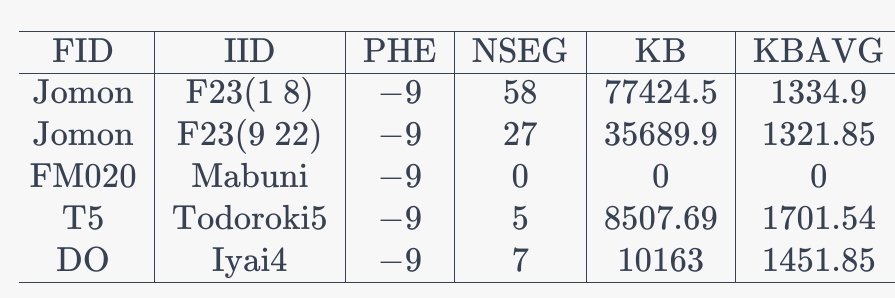 FID IID PHE NSEG KB KBAVG
Jomon F23(1 8) −9 58 77424.5 1334.9
Jomon F23(9 22) −9 27 35689.9 1321.85
FM020 Mabuni −9 0 0 0
T5 Todoroki5 −9 5 8507.69 1701.54
DO Iyai4 −9 7 10163 1451.85